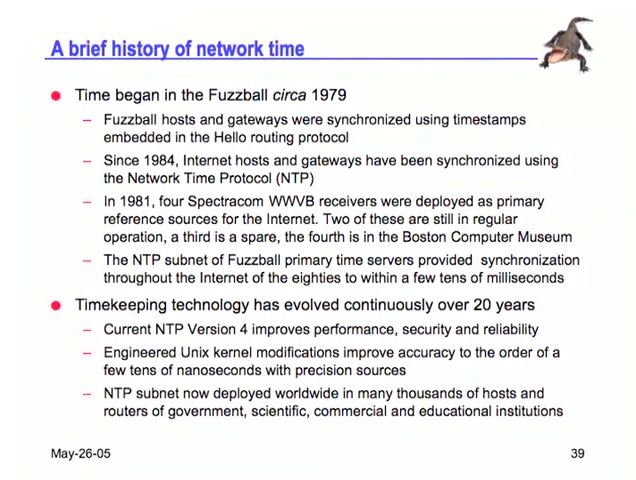 A brief history of network time
Time began in the Fuzzball circa 1979
– Fuzzball hosts and gateways were synchronized using timestamps
embedded in the Hello routing protocol
– Since 1984, Internet hosts and gateways have been synchronized using
the Network Time Protocol (NTP)
– In 1981, four Spectracom WWVB receivers were deployed as primary
reference sources for the Internet. Two of these are still in regular
operation, a third is a spare, the fourth is in the Boston Computer Museum
– The NTP subnet of Fuzzball primary time servers provided synchronization
throughout the Internet of the eighties to within a few tens of milliseconds
Timekeeping technology has evolved continuously over 20 years
– Current NTP Version 4 improves performance, security and reliability
– Engineered Unix kernel modifications improve accuracy to the order of a
few tens of nanoseconds with precision sources
– NTP subnet now deployed worldwide in many thousands of hosts and
routers of government, scientific, commercial and educational institutions
May-26-05
39